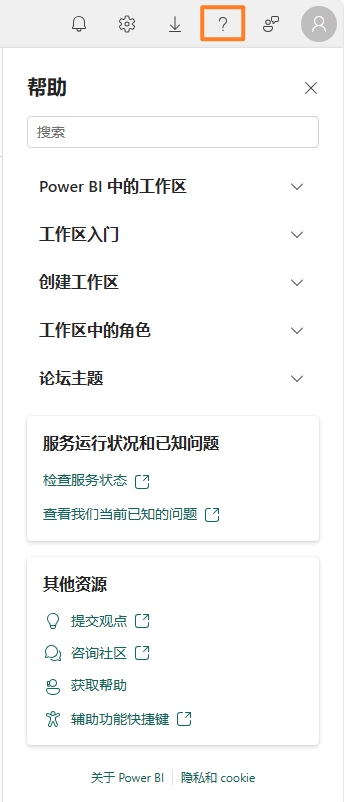 帮助
搜索
Power BI 中的工作区
工作区入门
创建工作区
工作区中的角色
论坛主题
服务运行状况和已知问题
检查服务状态
查看我们当前已知的问题
其他资源
提交观点
咨询社区
获取帮助
辅助功能快捷键
关于 Power BI 隐私和 cookie